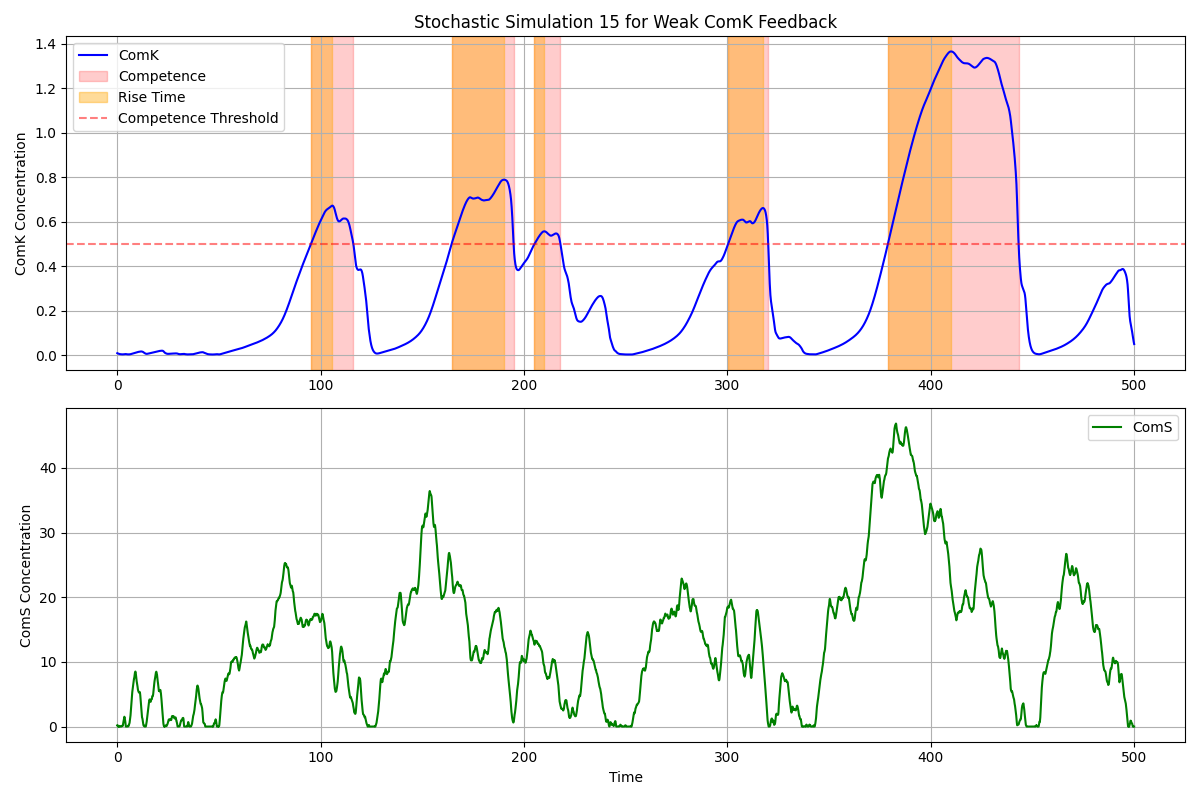 Stochastic Simulation 15 for Weak ComK Feedback
ComK Concentration
1.4
1.2
1.0
0.8
0.6
0.4
0.2
0.0
ComK
Competence
Rise Time
Competence Threshold
0 100 200 300 400 500
ComS Concentration
40
30
20
10
0
ComS
0 100 200 300 400 500
Time